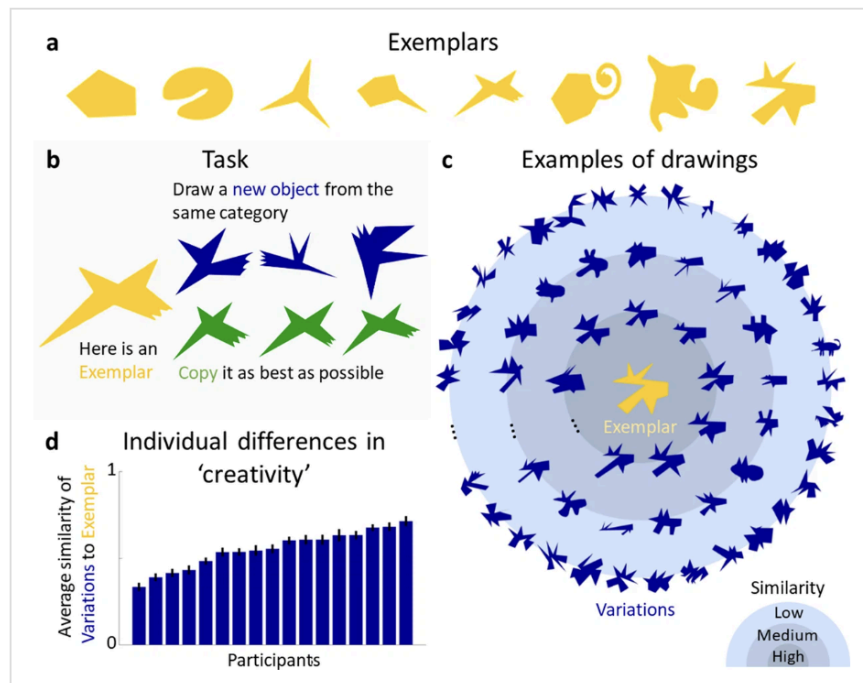 a
Exemplars
b
Task
Draw a new object from the
same category
Here is an
Exemplar
Copy it as best as possible
c
Examples of drawings
Exemplar
Variations
Similarity
Low
Medium
High
d
Individual differences in
‘creativity’
Average similarity of
Variations to Exemplar
1
0
Participants